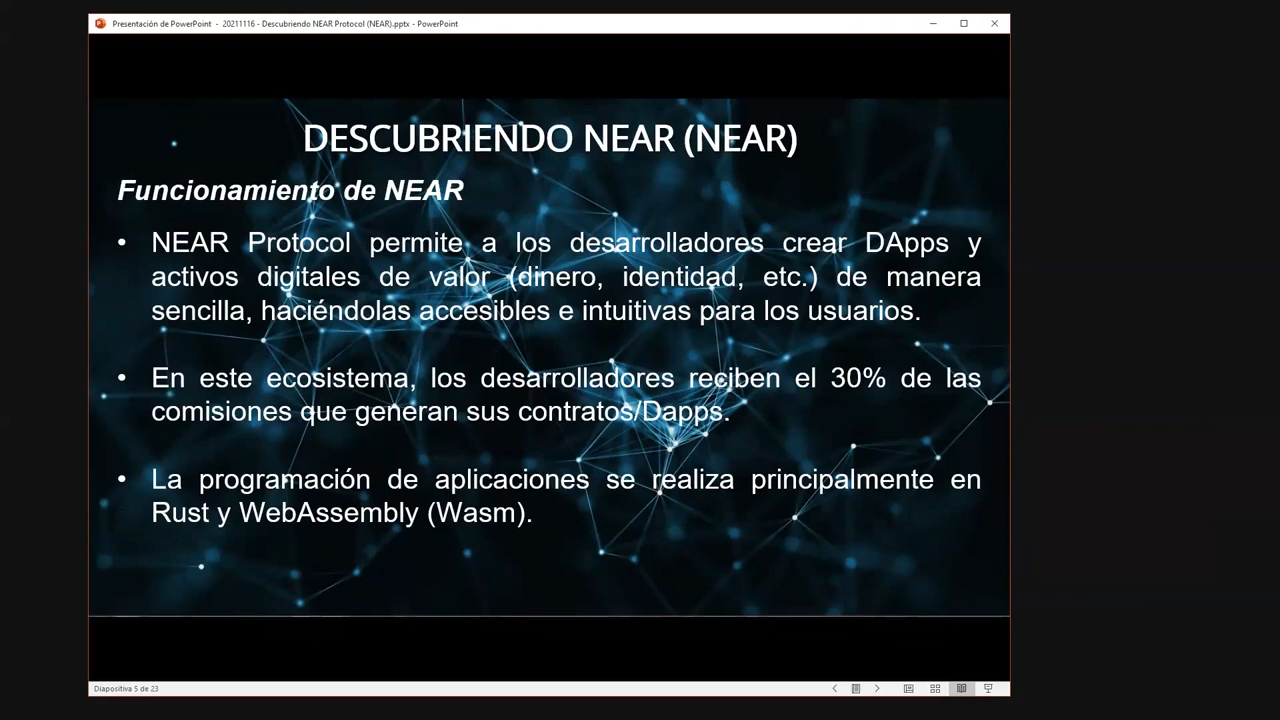 Presentación de PowerPoint - 20211116 - Descubriendo NEAR Protocol (NEAR).pptx - PowerPoint
DESCUBRIENDO NEAR (NEAR)
Funcionamiento de NEAR
• NEAR Protocol permite a los desarrolladores crear DApps y
activos digitales de valor (dinero, identidad, etc.) de manera
sencilla, haciéndolas accesibles e intuitivas para los usuarios.
• En este ecosistema, los desarrolladores reciben el 30% de las
comisiones que generan sus contratos/Dapps.
• La programación de aplicaciones se realiza principalmente en
Rust y WebAssembly (Wasm).
Diapositiva 5 de 23